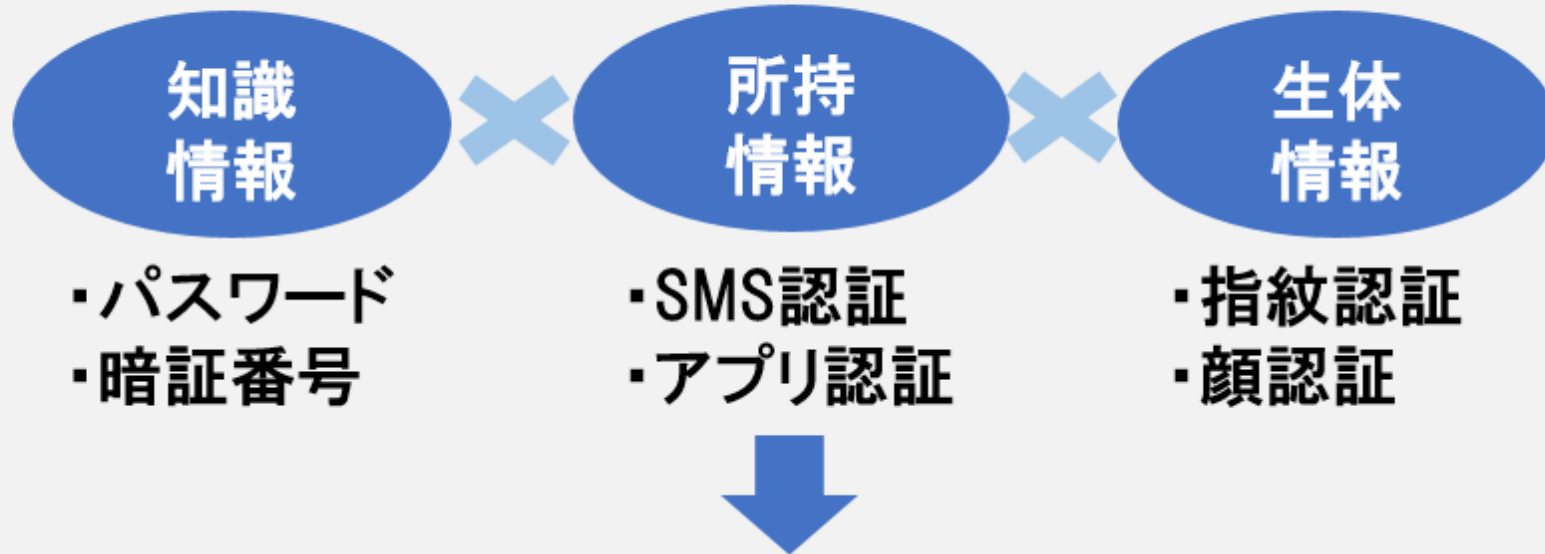 知識
情報
所持
情報
生体
情報
・パスワード
・暗証番号
・SMS認証
・アプリ認証
・指紋認証
・顔認証